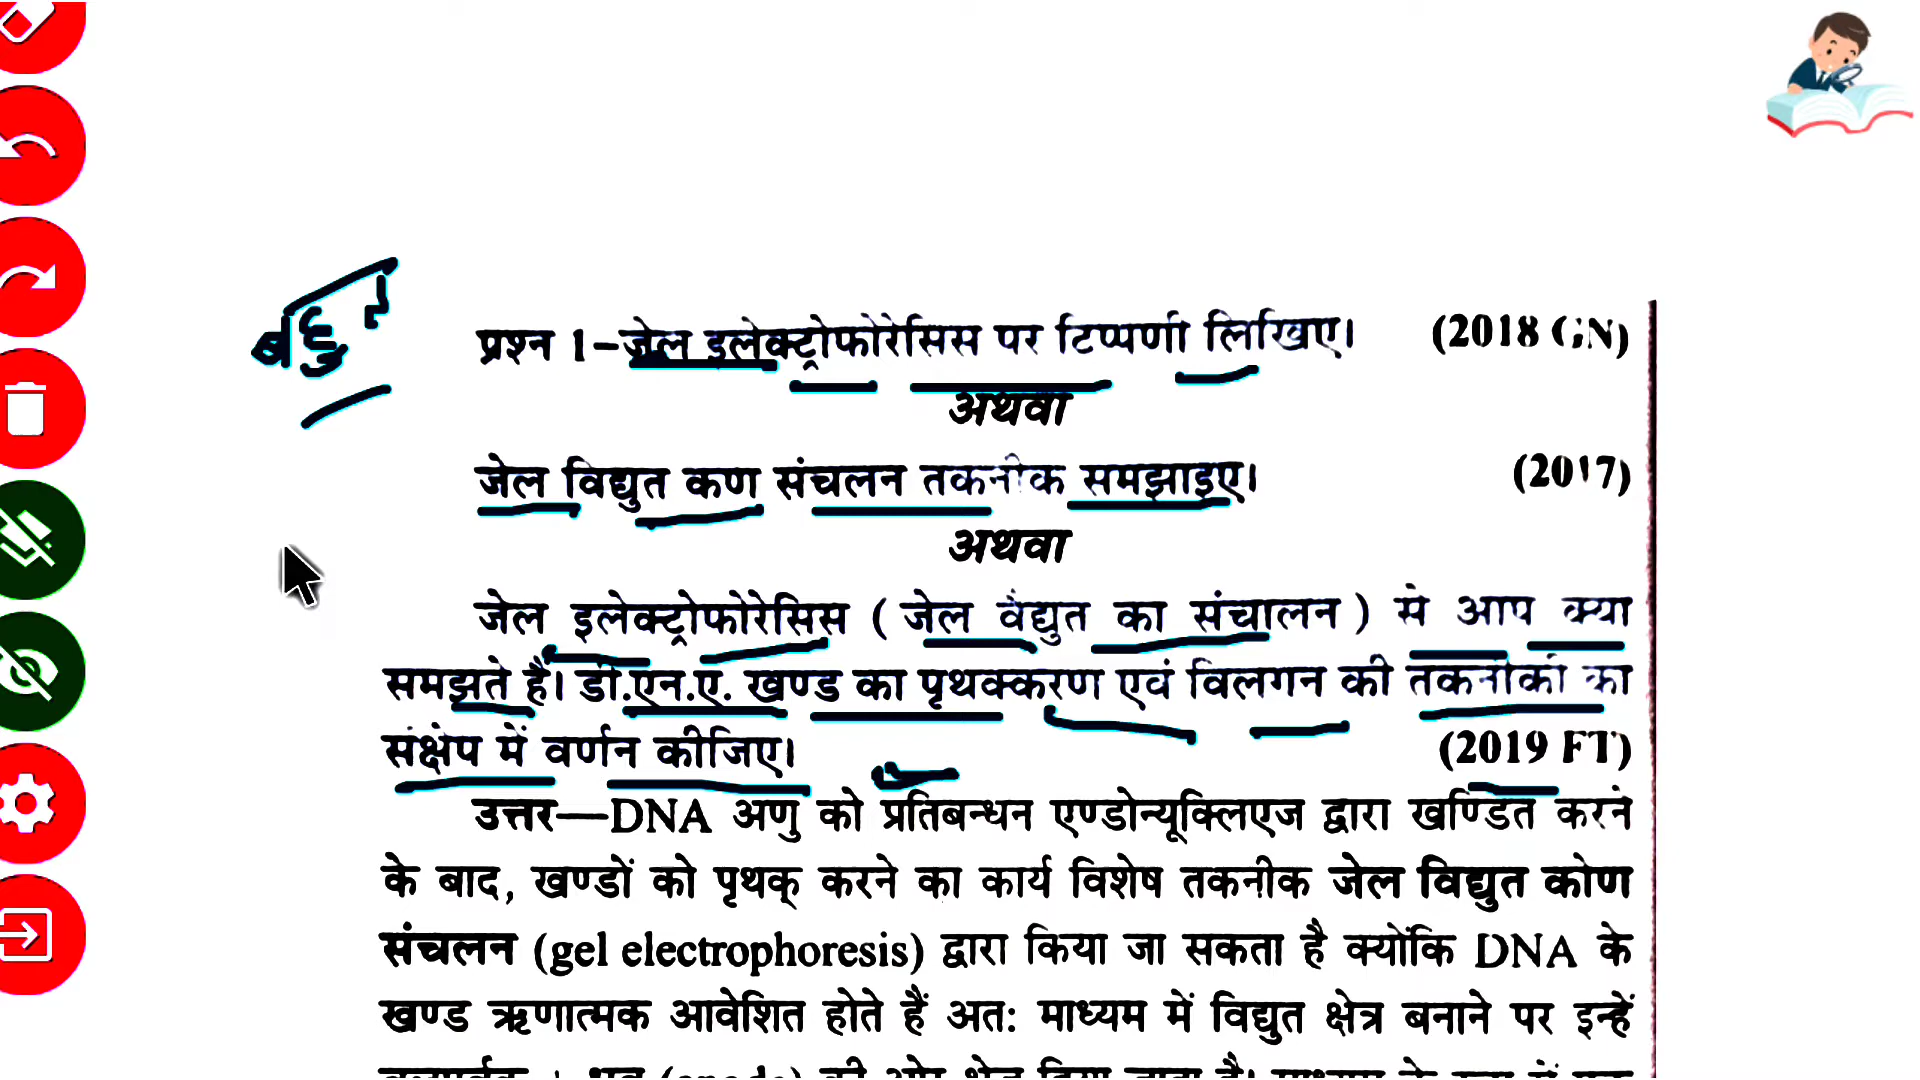 बहु
प्रश्न 1–जेल इलेक्ट्रोफोरेसिस पर टिप्पणी लिखिए। (2018 GN)
अथवा
जेल विद्युत कण संचलन तकनीक समझाइए। (2017)
अथवा
जेल इलेक्ट्रोफोरेसिस (जेल वैद्युत का संचालन) से आप क्या
समझते हैं। डी.एन.ए. खण्ड का पृथक्करण एवं विलगन की तकनीकी का
संक्षेप में वर्णन कीजिए। (2019 FT)
उत्तर—DNA अणु को प्रतिबन्धन एण्डोन्यूक्लिएज द्वारा खण्डित करने
के बाद, खण्डों को पृथक् करने का कार्य विशेष तकनीक जेल विद्युत कोण
संचलन (gel electrophoresis) द्वारा किया जा सकता है क्योंकि DNA के
खण्ड ऋणात्मक आवेशित होते हैं अतः माध्यम में विद्युत क्षेत्र बनाने पर इन्हें